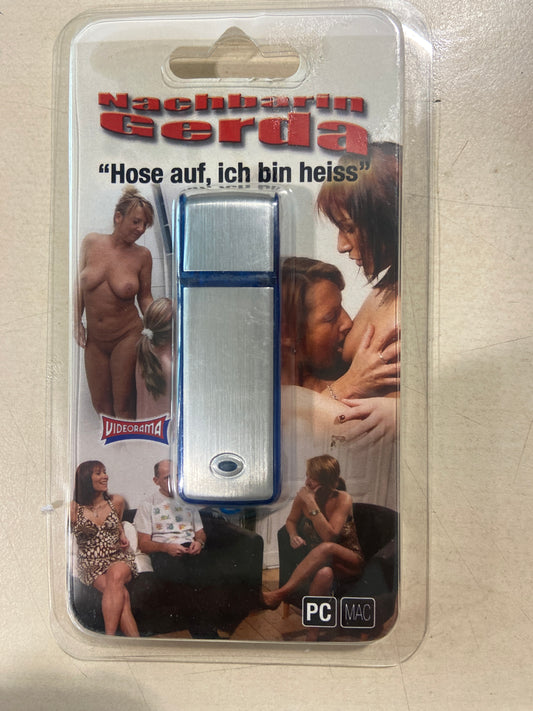 Nachbarin
Gerda
“Hose auf, ich bin heiss”
VIDEORAMA
PC MAC